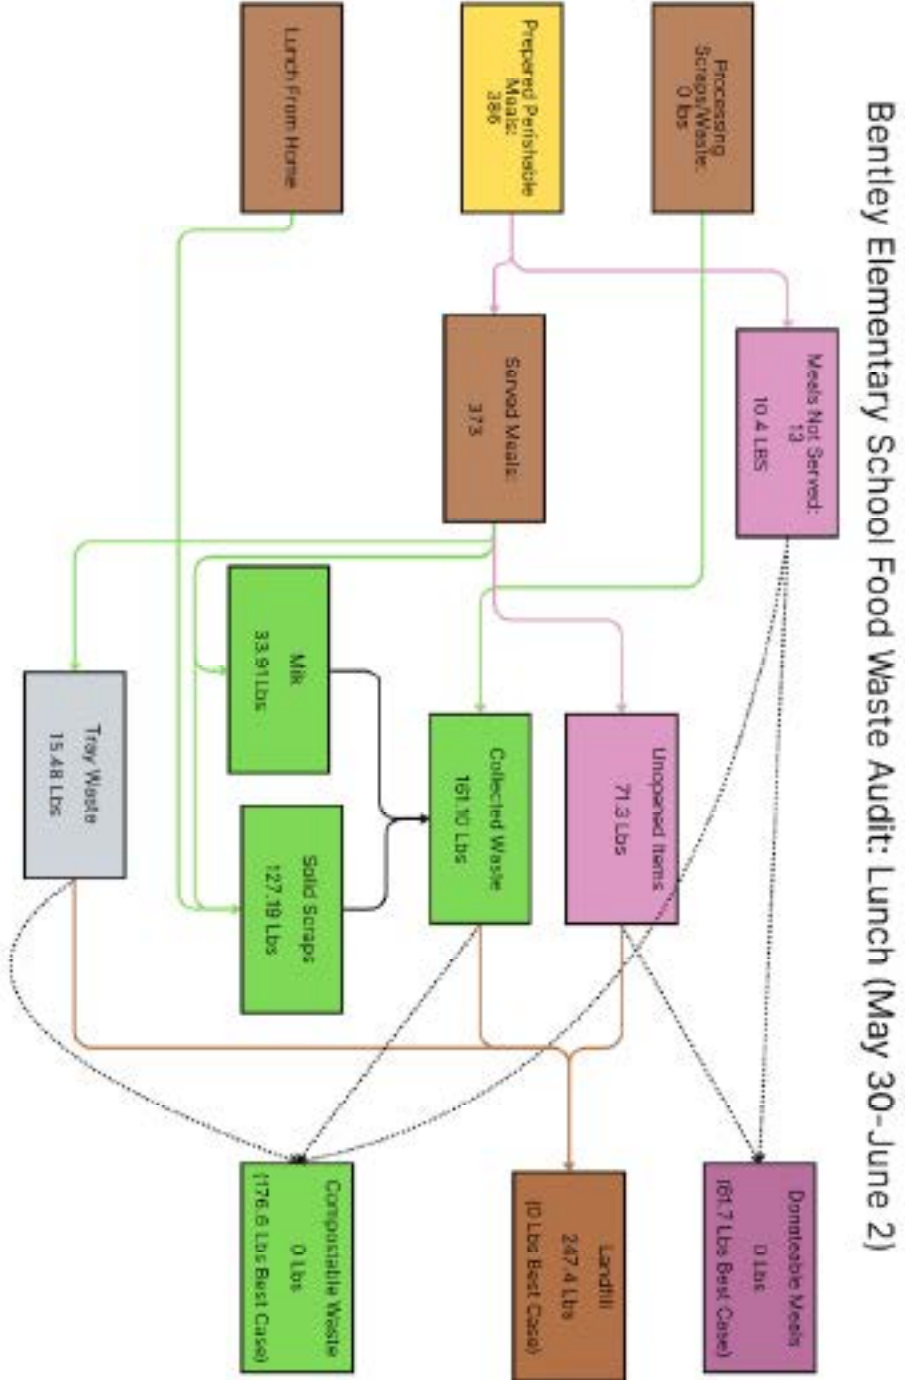 Bentley Elementary School Food Waste Audit: Lunch (May 30-June 2)
Processing
Scraps/Waste:
0 lbs
Prepared Perishable
Meals:
386
Lunch From Home
Meals Not Served:
13
10.4 LBS
Served Meals:
373
Milk
33.91 Lbs
Solid Scraps
127.19 Lbs
Tray Waste
15.48 Lbs
Unopened Items
71.3 Lbs
Collected Waste
161.10 Lbs
Donateable Meals
0 Lbs
(81.7 Lbs Best Case)
Landfill
247.4 Lbs
(0 Lbs Best Case)
Compostable Waste
0 Lbs
(176.6 Lbs Best Case)